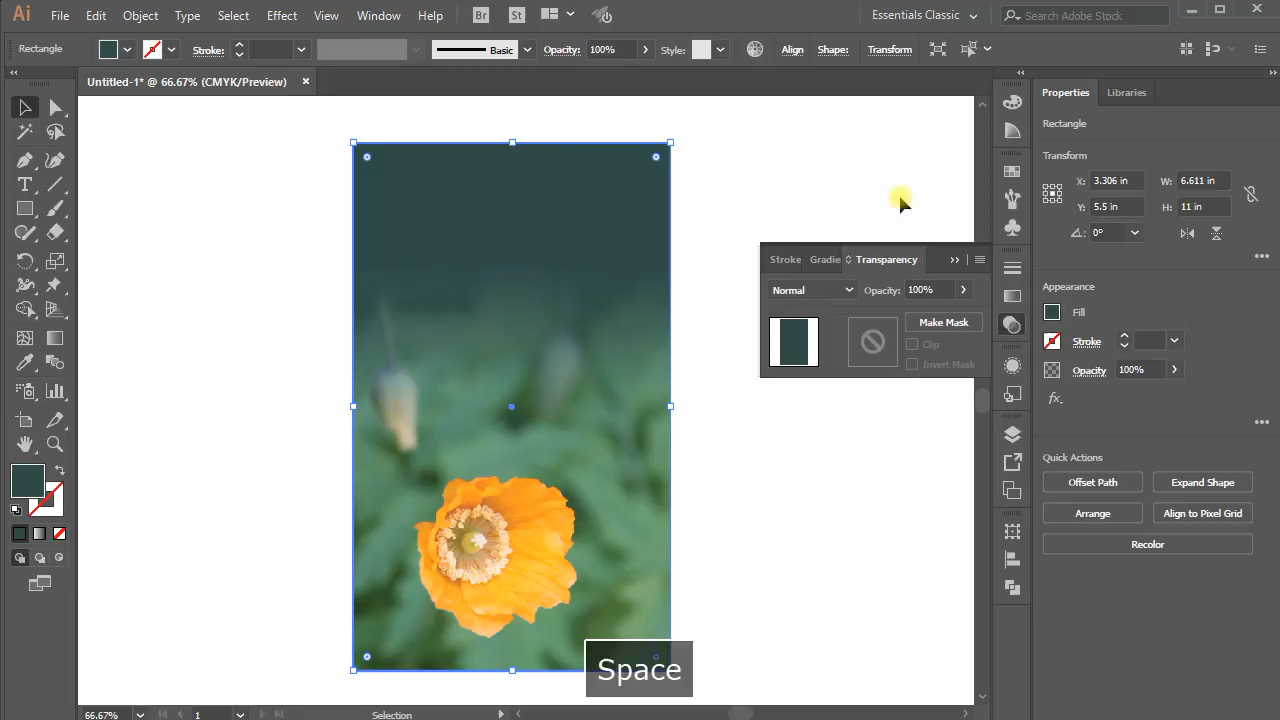 Ai File Edit Object Type Select Effect View Window Help Br St Essentials Classic Search Adobe Stock
Rectangle Stroke: Basic Opacity: 100% Style: Align Shape: Transform
Untitled-1* @ 66.67% (CMYK/Preview) ×
Properties Libraries
Rectangle
Transform
X: 3.306 in W: 6.611 in
Y: 5.5 in H: 11 in
0°
Appearance
Fill
Stroke
Opacity 100%
fx.
Quick Actions
Offset Path Expand Shape
Arrange Align to Pixel Grid
Recolor
Stroke Gradie Transparency
Normal Opacity: 100%
Make Mask
Clip
Invert Mask
Space
66.67% 1 Selection